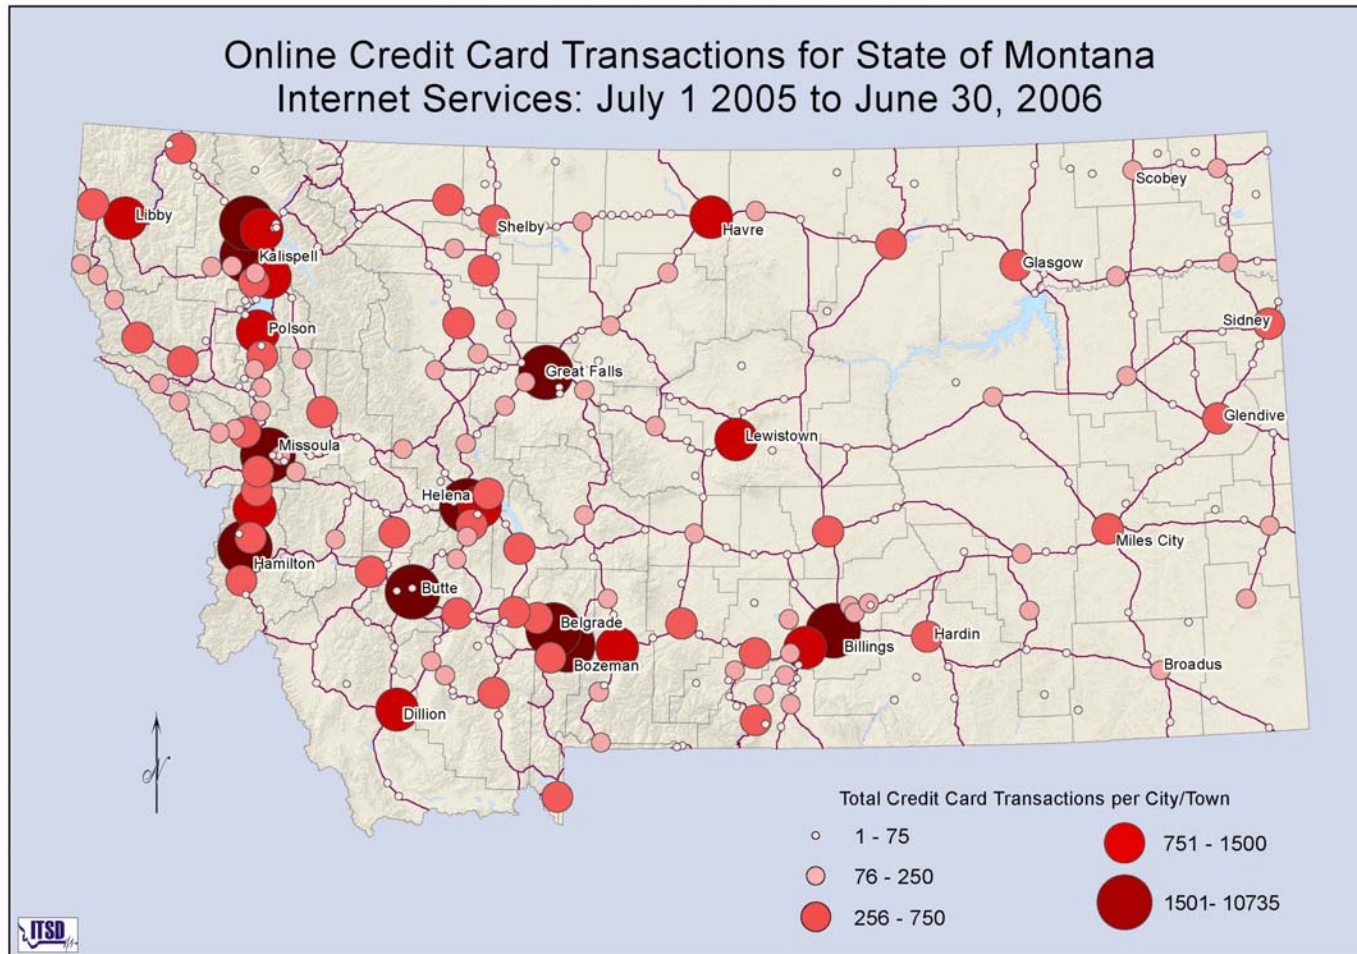 Online Credit Card Transactions for State of Montana
Internet Services: July 1 2005 to June 30, 2006
Scobey
Libby
Shelby
Havre
Kalispell
Glasgow
Sidney
Polson
Great Falls
Glendive
Lewistown
Missoula
Helena
Miles City
Hamilton
Butte
Belgrade
Hardin
Billings
Bozeman
Broadus
Dillion
N
Total Credit Card Transactions per City/Town
1 - 75
751 - 1500
76 - 250
1501- 10735
256 - 750
ITSD